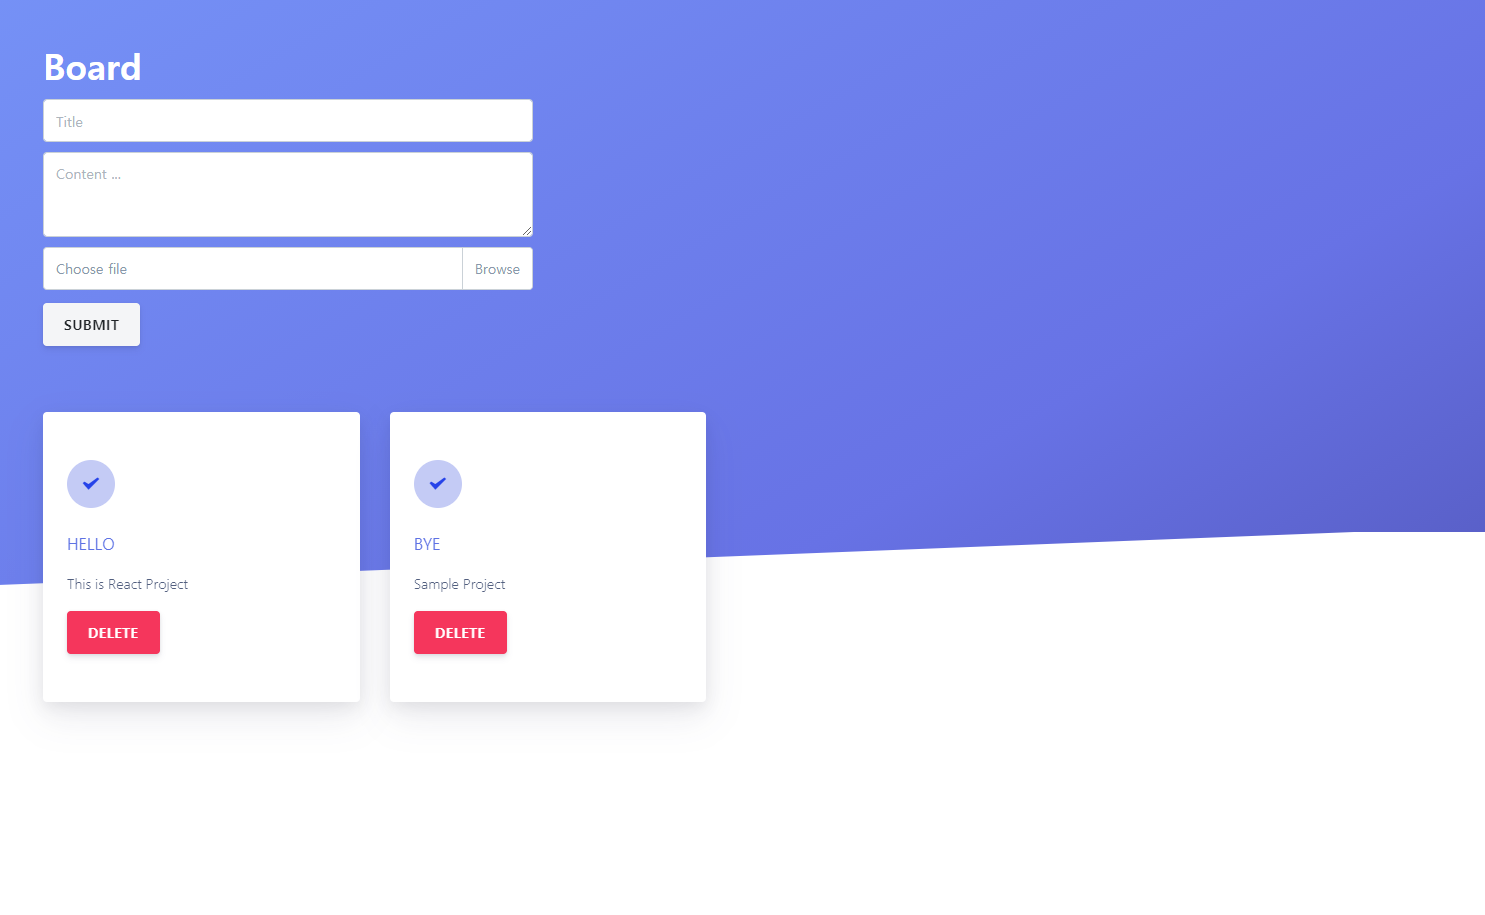 Board
Title
Content ...
Choose file
Browse
SUBMIT
HELLO
This is React Project
DELETE
BYE
Sample Project
DELETE